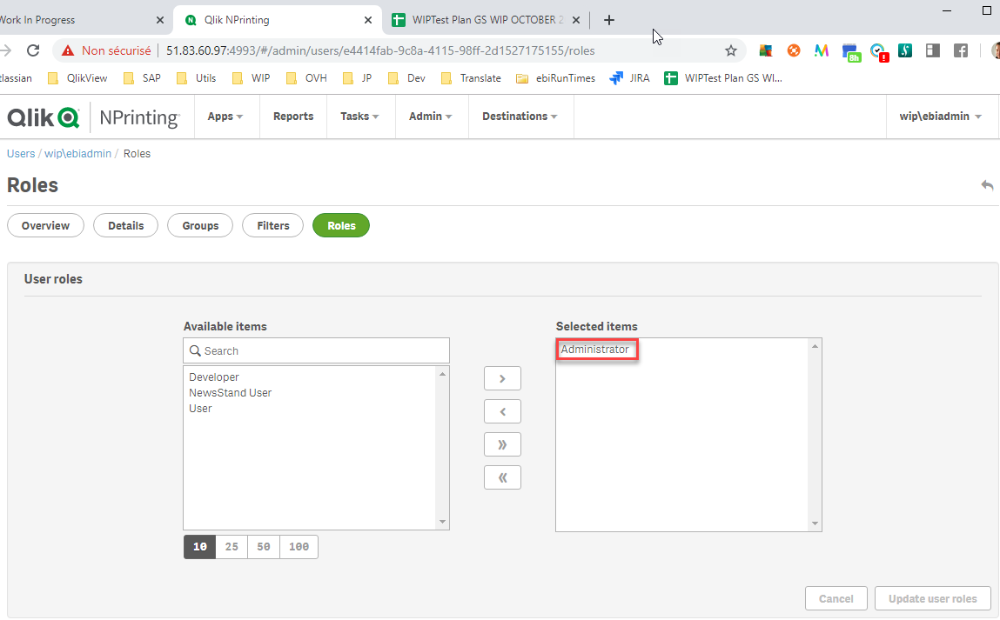 Work In Progress
Qlik NPrinting
WIPTest Plan GS WIP OCTOBER 2
Non sécurisé
51.83.60.97:4993/#/admin/users/e4414fab-9c8a-4115-98ff-2d1527175155/roles
8h
tlassian
QlikView
SAP
Utils
WIP
OVH
JP
Dev
Translate
ebiRunTimes
JIRA
WIPTest Plan GS WI...
Qlik NPrinting
Apps
Reports
Tasks
Admin
Destinations
wip\ebiadmin
Users / wip\ebiadmin / Roles
Roles
Overview
Details
Groups
Filters
Roles
User roles
Available items
Selected items
Search
Administrator
Developer
NewsStand User
User
10
25
50
100
Cancel
Update user roles